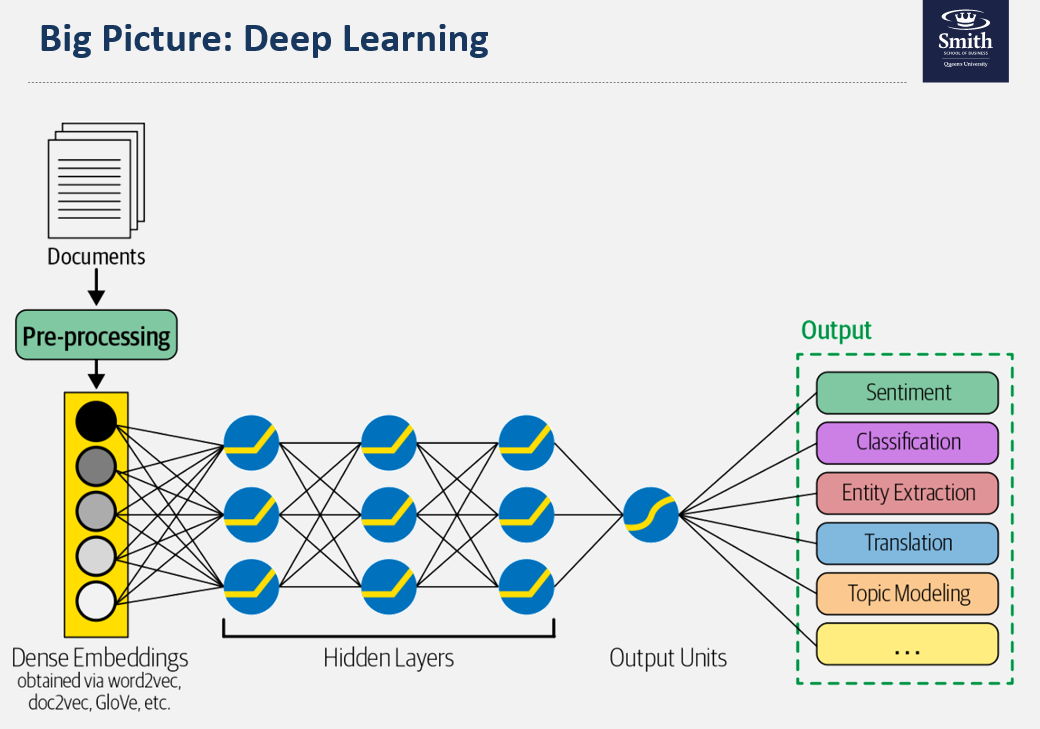 Big Picture: Deep Learning
Smith
SCHOOL OF BUSINESS
Queen's University
Documents
Pre-processing
Output
Sentiment
Classification
Entity Extraction
Translation
Topic Modeling
...
Dense Embeddings
obtained via word2vec,
doc2vec, GloVe, etc.
Hidden Layers
Output Units